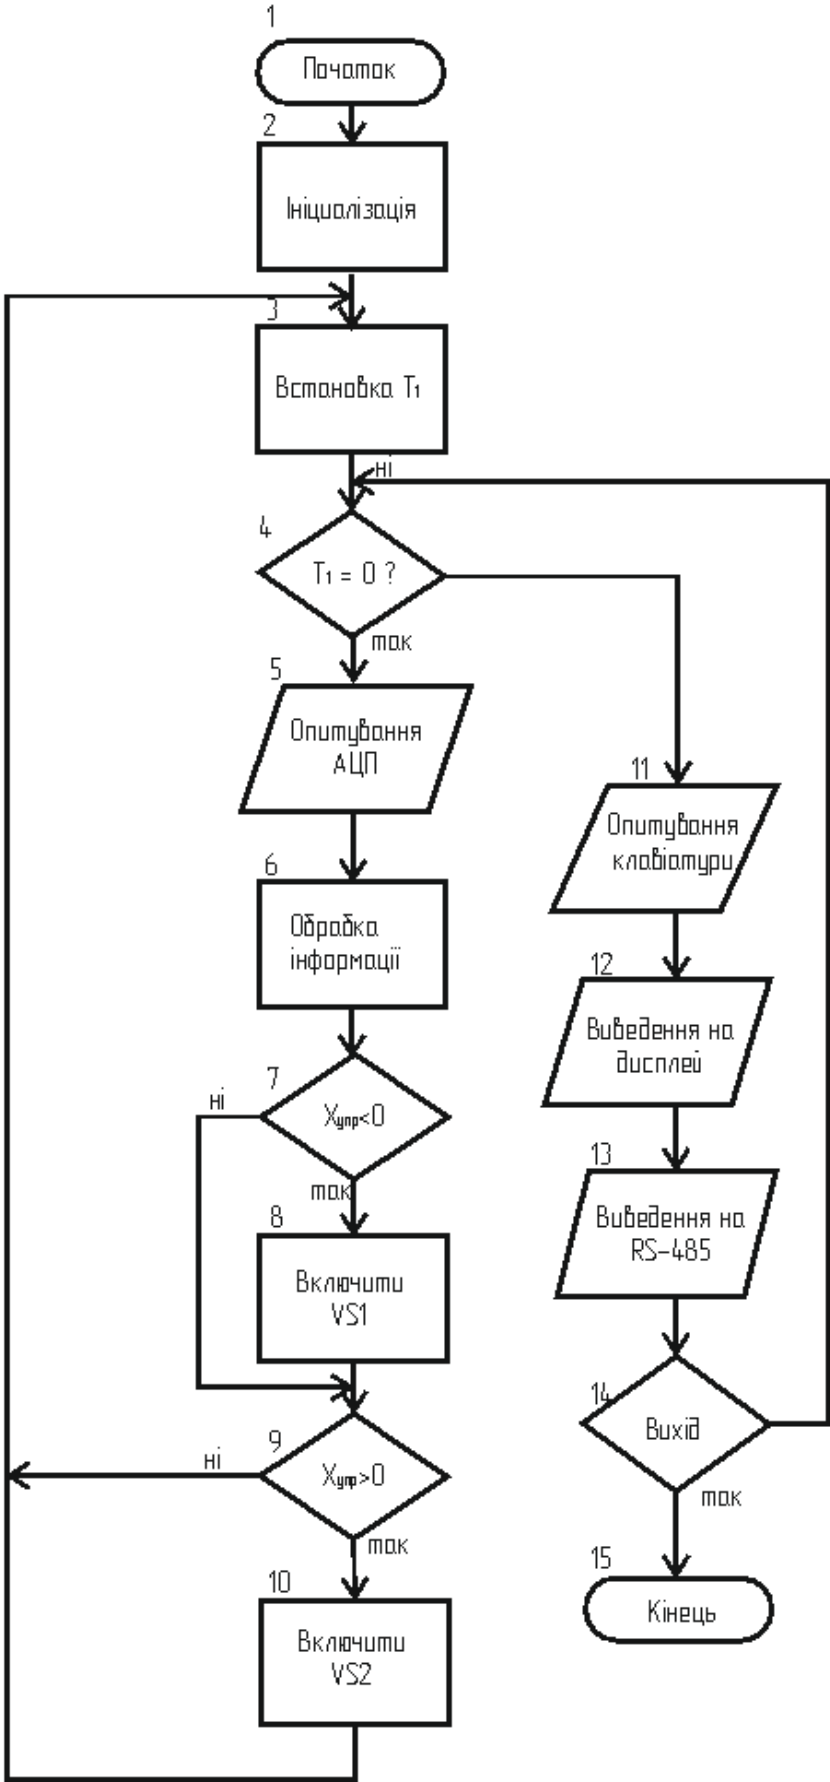 1
Початок
2
Ініциалізація
3
Встановка T₁
ні
4
T₁ = 0 ?
так
5
Опитування
АЦП
11
Опитування
клавіатури
6
Обрабка
інформації
12
Виведення на
дисплей
7
ні
Xупр<0
так
13
Виведення на
RS-485
8
Включити
VS1
14
Вихід
так
9
ні
Xупр>0
так
15
Кінець
10
Включити
VS2